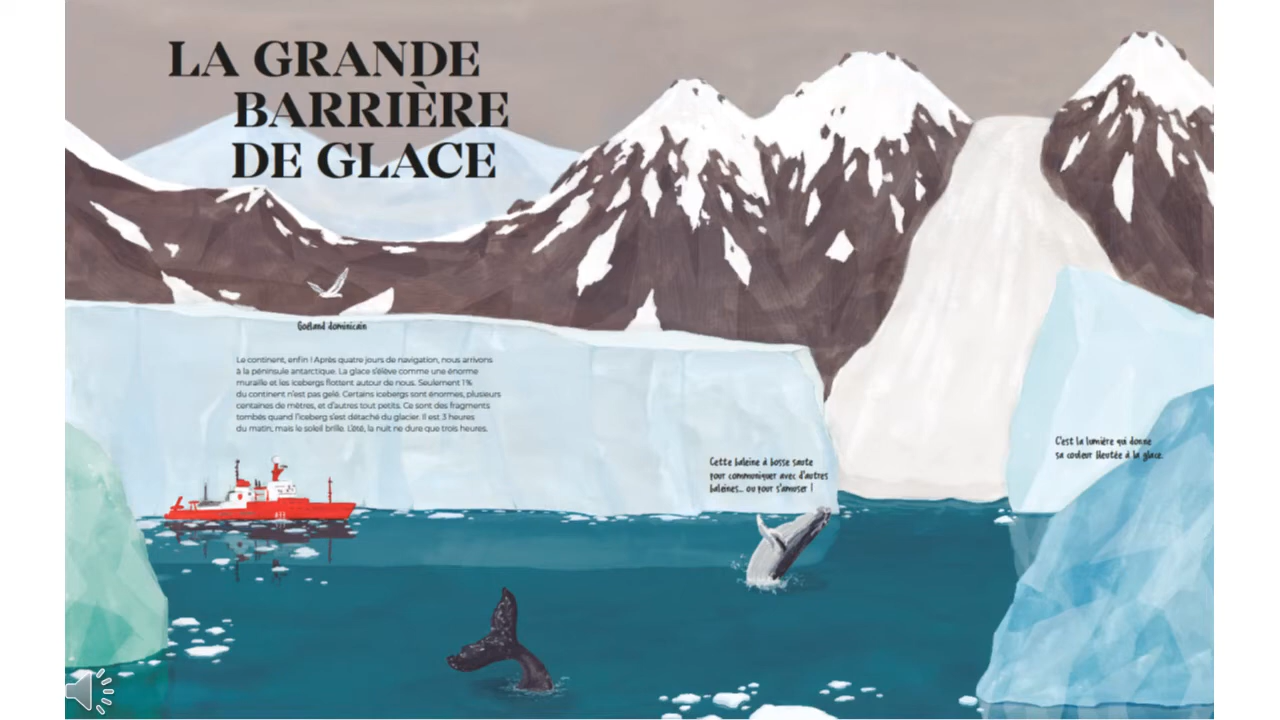 LA GRANDE
BARRIÈRE
DE GLACE
Goéland dominicain
Le continent, enfin ! Après quatre jours de navigation, nous arrivons
à la péninsule antarctique. La glace s'élève comme une énorme
muraille et les icebergs flottent autour de nous. Seulement 1 %
du continent n'est pas gelé. Certains icebergs sont énormes, plusieurs
centaines de mètres, et d'autres tout petits. Ce sont des fragments
tombés quand l'iceberg s'est détaché du glacier. Il est 3 heures
du matin, mais le soleil brille. L'été, la nuit ne dure que trois heures.
Cette baleine à bosse saute
pour communiquer avec d'autres
baleines... ou pour s'amuser !
C'est la lumière qui donne
sa couleur bleutée à la glace.
A33